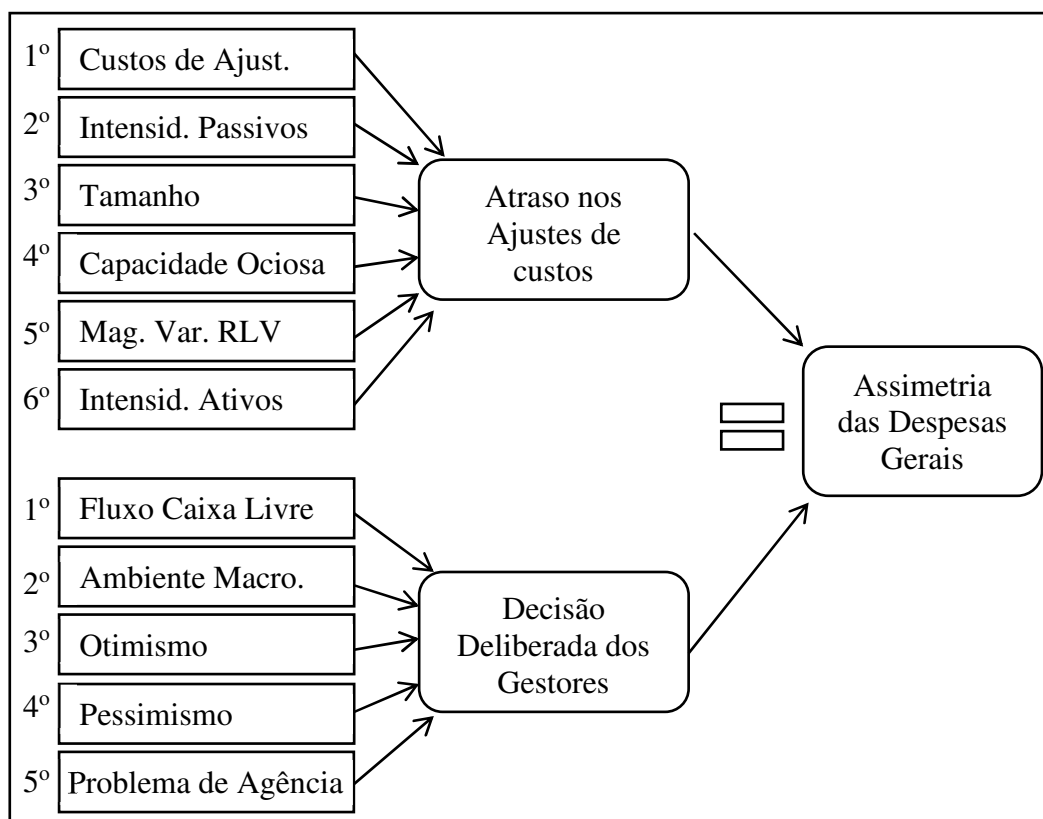 1º Custos de Ajust.
2º Intensid. Passivos
3º Tamanho
4º Capacidade Ociosa
5º Mag. Var. RLV
6º Intensid. Ativos
Atraso nos
Ajustes de
custos
1º Fluxo Caixa Livre
2º Ambiente Macro.
3º Otimismo
4º Pessimismo
5º Problema de Agência
Decisão
Deliberada dos
Gestores
Assimetria
das Despesas
Gerais